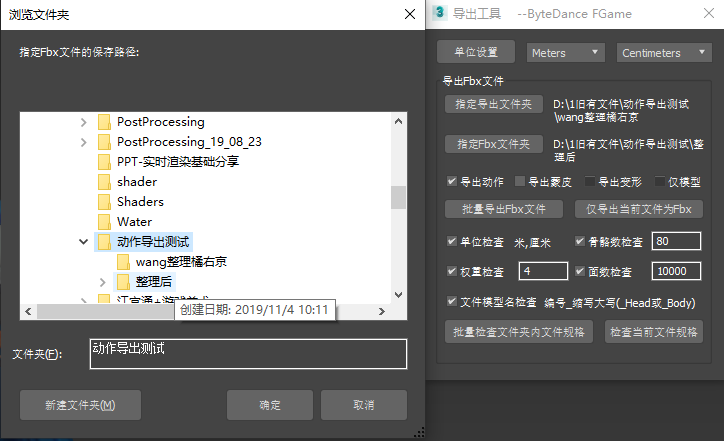 浏览文件夹
指定Fbx文件的保存路径:
PostProcessing
PostProcessing_19_08_23
PPT-实时渲染基础分享
shader
Shaders
Water
动作导出测试
wang整理橘右京
整理后
创建日期: 2019/11/4 10:11
文件夹(F):
动作导出测试
新建文件夹(M)
确定
取消
3
导出工具 --ByteDance FGame
单位设置
Meters
Centimeters
导出Fbx文件
指定导出文件夹
D:\1旧有文件\动作导出测试
\wang整理橘右京
指定Fbx文件夹
D:\1旧有文件\动作导出测试\整
理后
导出动作
导出蒙皮
导出变形
仅模型
批量导出Fbx文件
仅导出当前文件为Fbx
单位检查 米,厘米
骨骼数检查
80
权重检查
4
面数检查
10000
文件模型名检查 编号_缩写大写(_Head或_Body)
批量检查文件夹内文件规格
检查当前文件规格